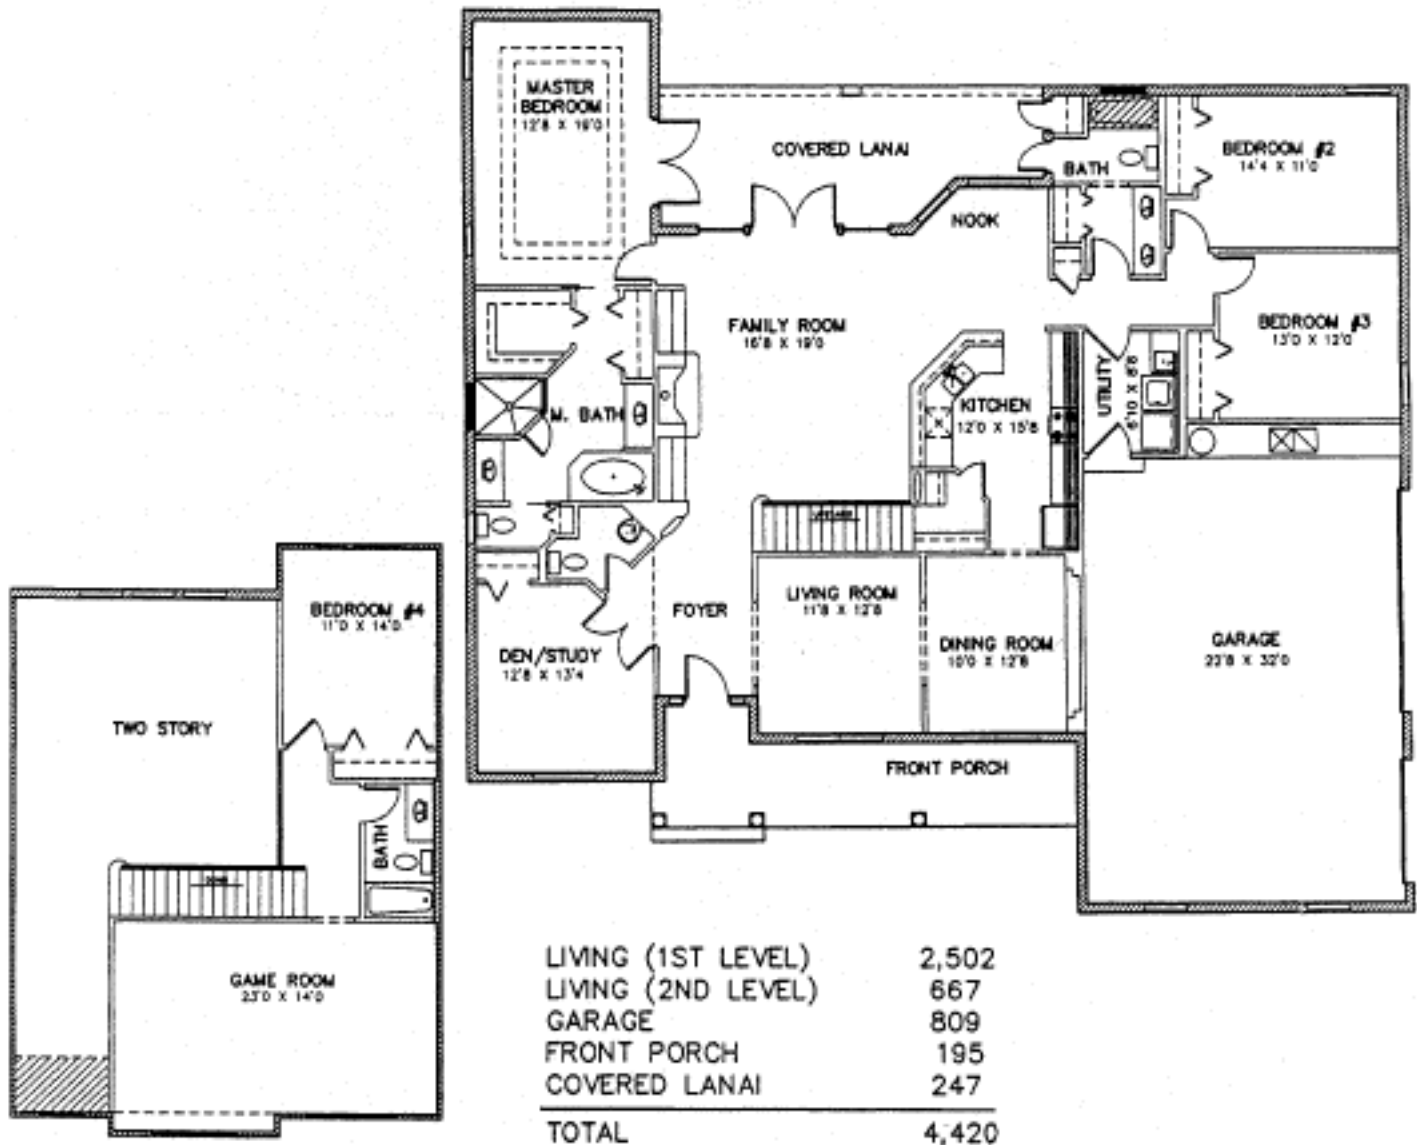 MASTER
BEDROOM
12'8 X 19'0
COVERED LANAI
BATH
BEDROOM #2
14'4 X 11'0
NOOK
FAMILY ROOM
16'8 X 19'0
BEDROOM #3
13'0 X 12'0
UTILITY
6'10 X 8'8
KITCHEN
12'0 X 15'8
M. BATH
LIVING ROOM
11'8 X 12'8
FOYER
DINING ROOM
10'0 X 12'8
GARAGE
22'8 X 32'0
DEN/STUDY
12'8 X 13'4
FRONT PORCH
BEDROOM #4
11'0 X 14'0
TWO STORY
BATH
DOWN
GAME ROOM
23'0 X 14'0
LIVING (1ST LEVEL) 2,502
LIVING (2ND LEVEL) 667
GARAGE 809
FRONT PORCH 195
COVERED LANAI 247
TOTAL 4,420